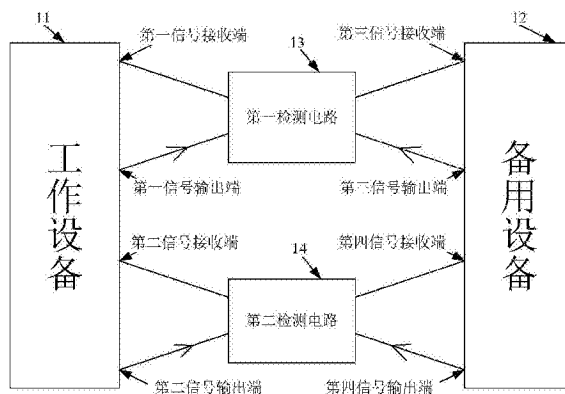 11
12
第一信号接收端
第三信号接收端
13
第一检测电路
工作设备
备用设备
第一信号输出端
第三信号输出端
第二信号接收端
第四信号接收端
14
第二检测电路
第二信号输出端
第四信号输出端